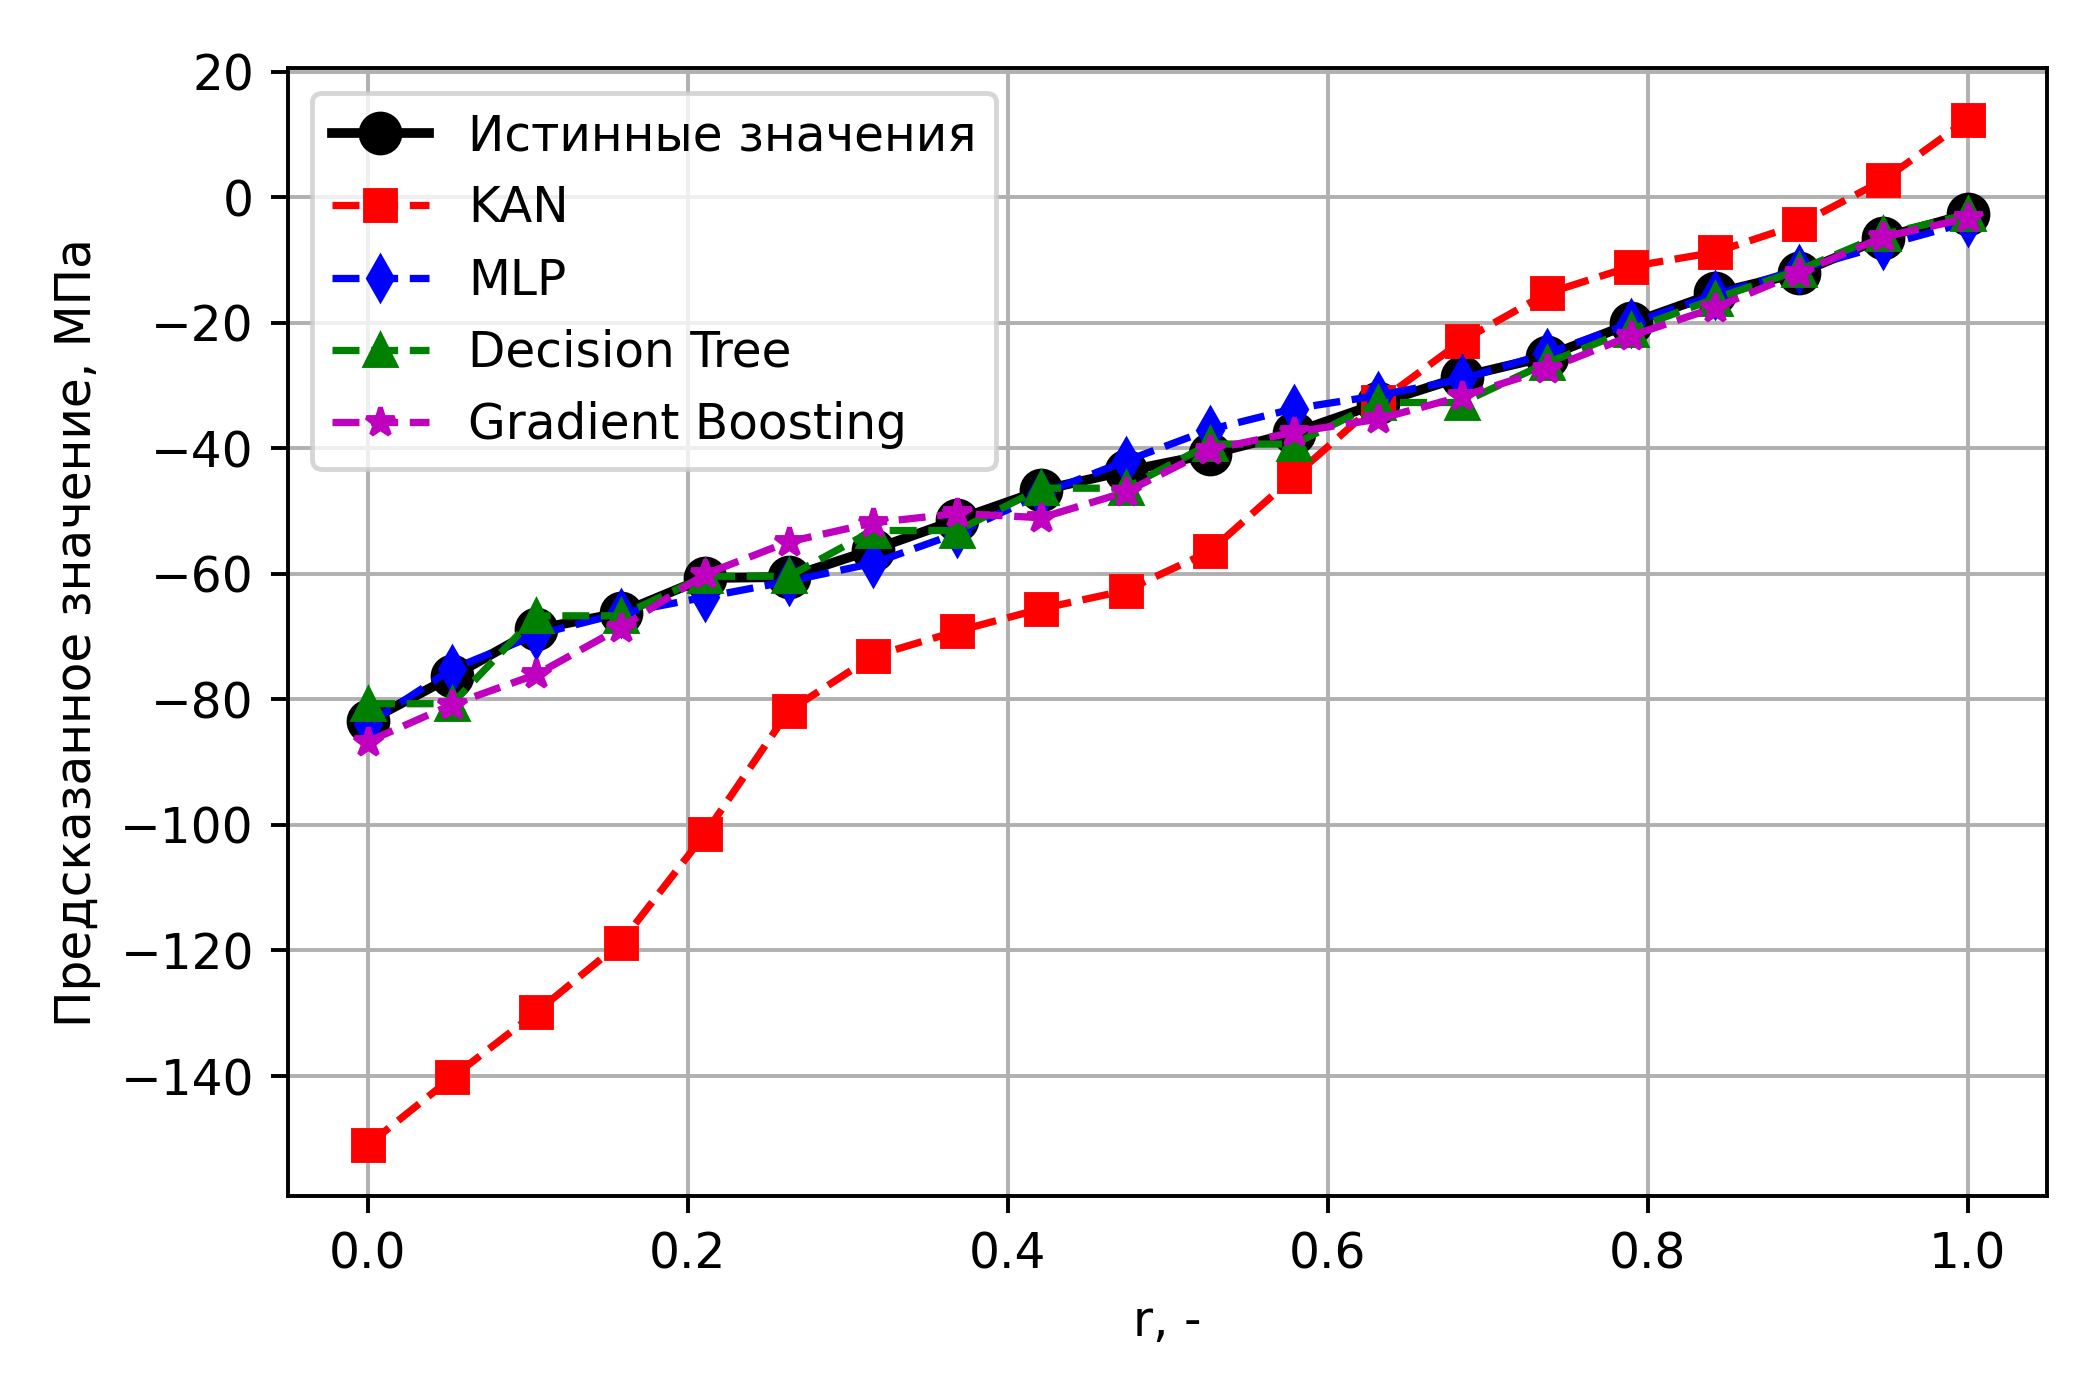 20
0
−20
−40
−60
−80
−100
−120
−140
Предсказанное значение, МПа
Истинные значения
KAN
MLP
Decision Tree
Gradient Boosting
0.0 0.2 0.4 0.6 0.8 1.0
r, -